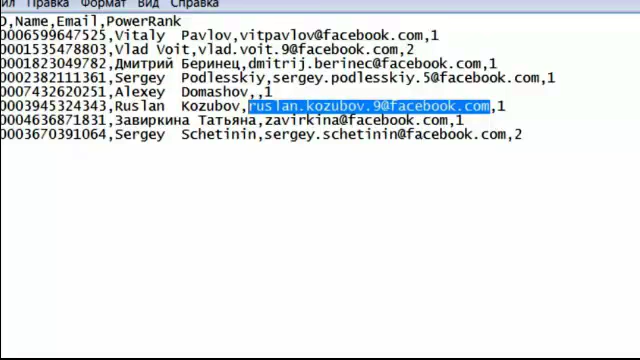 Правка Формат Вид Справка
D,Name,Email,PowerRank
0006599647525,Vitaly Pavlov,vitpavlov@facebook.com,1
0001535478803,Vlad Voit,vlad.voit.9@facebook.com,2
0001823049782,Дмитрий Беринец,dmitrij.berinec@facebook.com,1
0002382111361,Sergey Podlesskiy,sergey.podlesskiy.5@facebook.com,1
0007432620251,Alexey Domashov,,1
0003945324343,Ruslan Kozubov,ruslan.kozubov.9@facebook.com,1
0004636871831,Завиркина Татьяна,zavirkina@facebook.com,1
0003670391064,Sergey Schetinin,sergey.schetinin@facebook.com,2